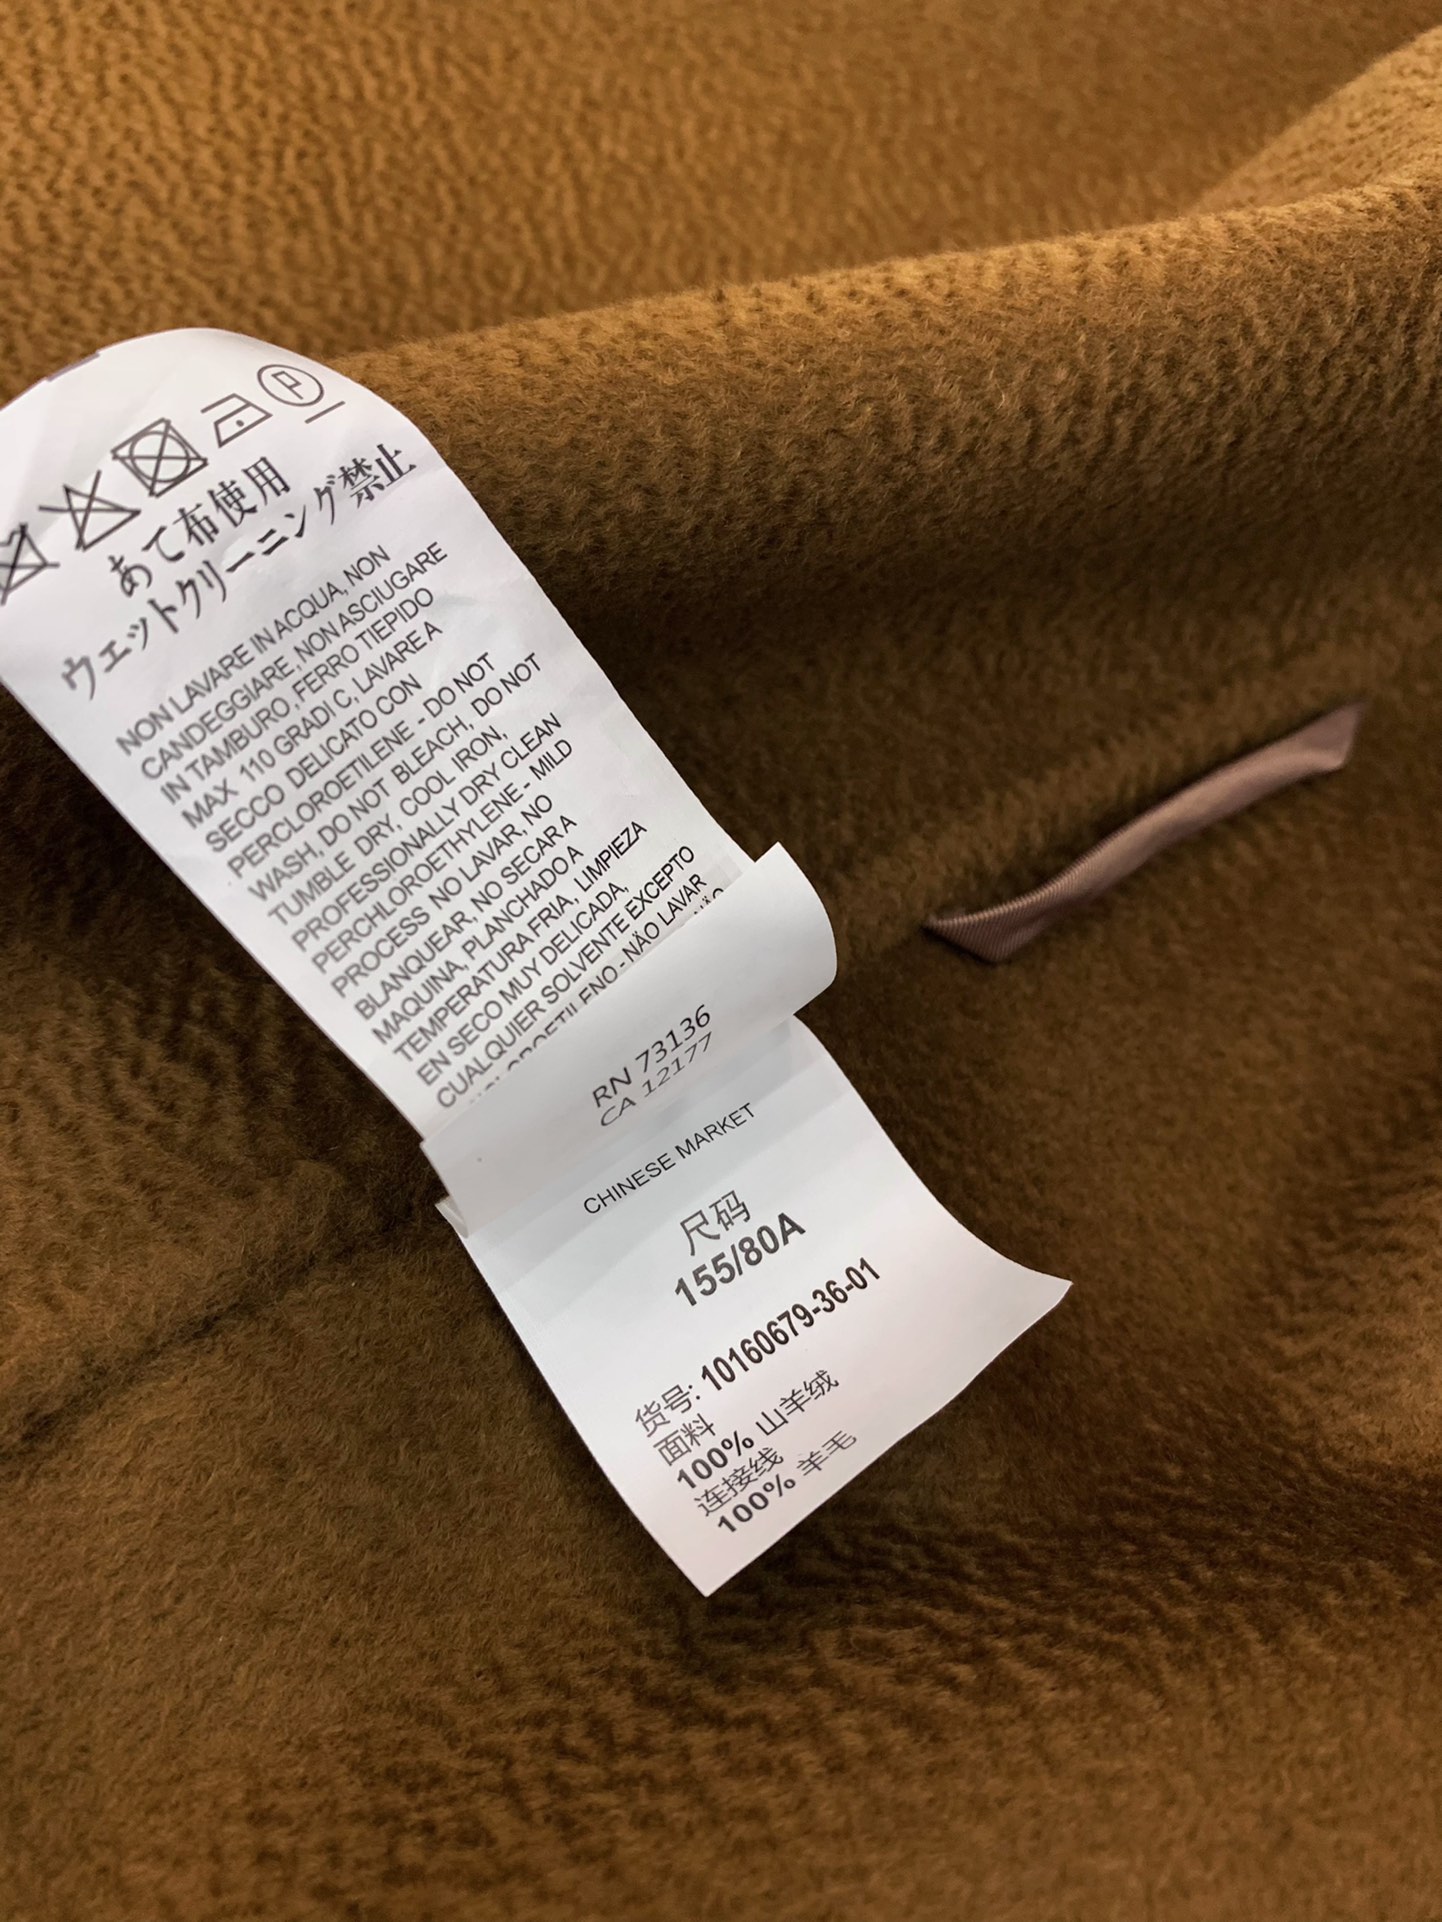 P
あて布使用
ウェットクリーニング禁止
NON LAVARE IN ACQUA, NON
CANDEGGIARE, NON ASCIUGARE
IN TAMBURO, FERRO TIEPIDO
MAX 110 GRADI C, LAVARE A
SECCO DELICATO CON
PERCLOROETILENE - DO NOT
WASH, DO NOT BLEACH, DO NOT
TUMBLE DRY, COOL IRON,
PROFESSIONALLY DRY CLEAN
PERCHLOROETHYLENE - MILD
PROCESS NO LAVAR, NO
BLANQUEAR, NO SECAR A
MAQUINA, PLANCHADO A
TEMPERATURA FRIA, LIMPIEZA
EN SECO MUY DELICADA,
CUALQUIER SOLVENTE EXCEPTO
- NÃO LAVAR
RN 73136
CA 12177
CHINESE MARKET
尺码
155/80A
货号: 10160679-36-01
面料
100% 山羊绒
连接线
100% 羊毛